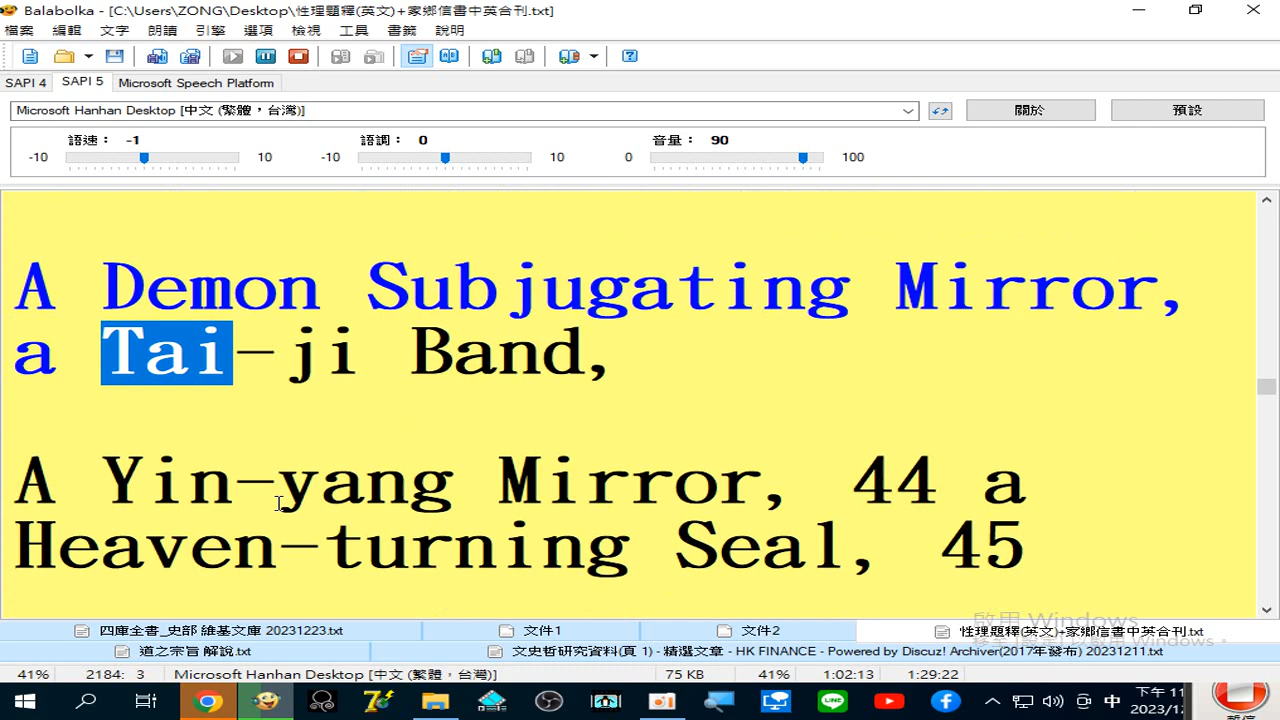 Balabolka - [C:\Users\ZONG\Desktop\性理題釋(英文)+家鄉信書中英合刊.txt]
檔案 編輯 文字 朗讀 引擎 選項 檢視 工具 書籤 說明
SAPI 4 SAPI 5 Microsoft Speech Platform
Microsoft Hanhan Desktop [中文 (繁體，台灣)] 關於 預設
語速： -1 語調： 0 音量： 90
-10 10 -10 10 0 100
A Demon Subjugating Mirror,
a Tai-ji Band,
A Yin-yang Mirror, 44 a
Heaven-turning Seal, 45
啟用 Windows
四庫全書_史部 維基文庫 20231223.txt 文件1 文件2 性理題釋(英文)+家鄉信書中英合刊.txt
道之宗旨 解說.txt 文史哲研究資料(頁 1) - 精選文章 - HK FINANCE - Powered by Discuz! Archiver(2017年發布) 20231211.txt
41% 2184: 3 Microsoft Hanhan Desktop [中文 (繁體，台灣)] 75 KB 41% 1:02:13 1:29:22
LINE 中 下午 11
2023/12